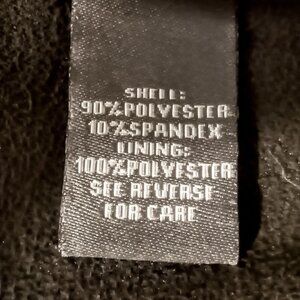 SHELL:
90%POLYESTER
10%SPANDEX
LINING:
100%POLYESTER
SEE REVERSE
FOR CARE